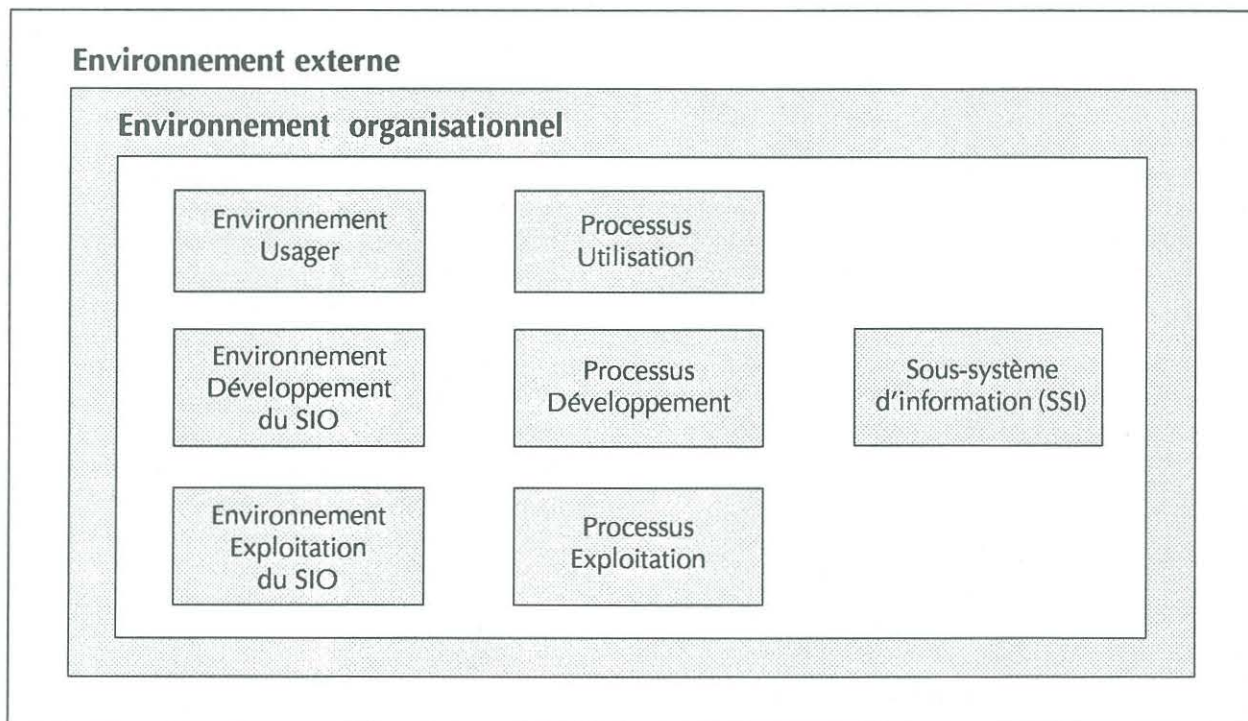 Environnement externe
Environnement organisationnel
Environnement
Usager
Processus
Utilisation
Environnement
Développement
du SIO
Processus
Développement
Sous-système
d'information (SSI)
Environnement
Exploitation
du SIO
Processus
Exploitation